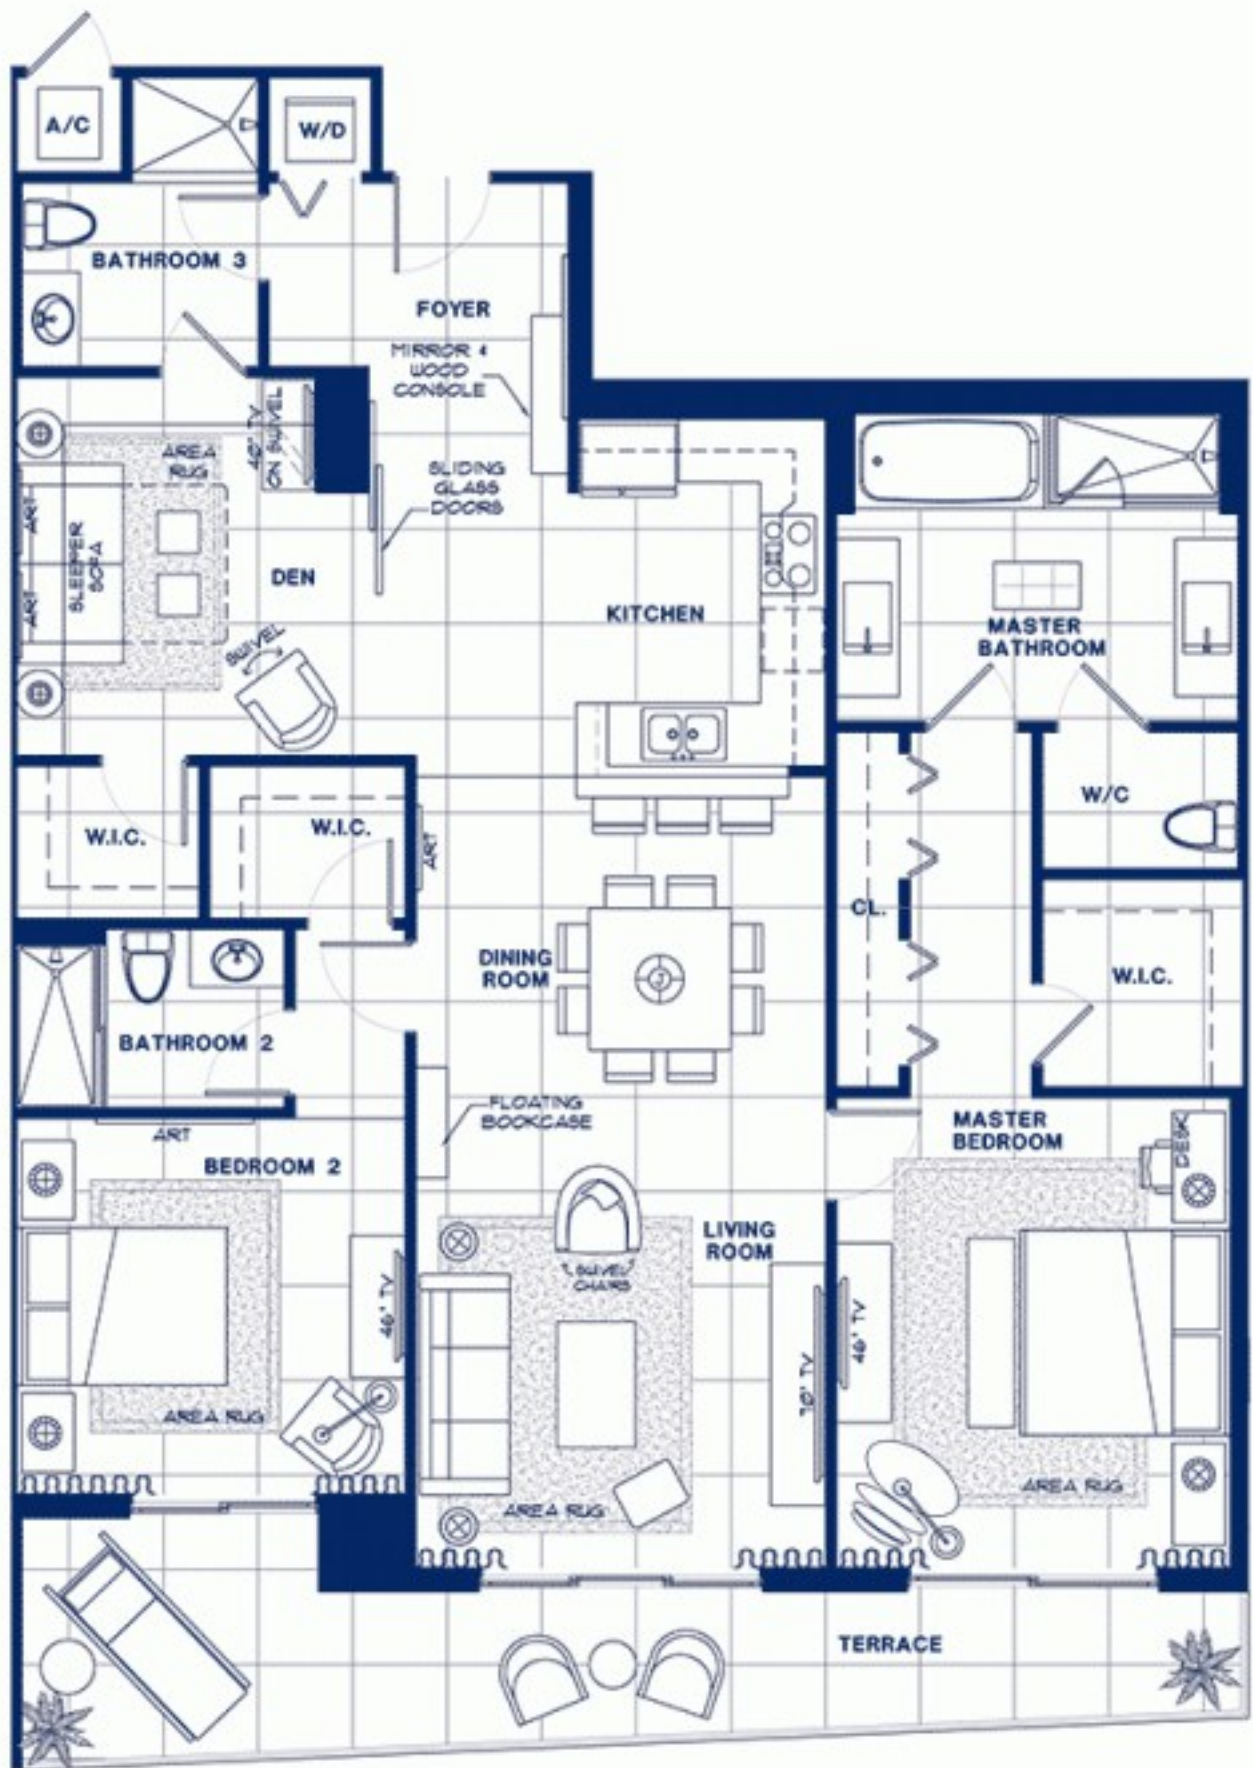 A/C
W/D
BATHROOM 3
FOYER
MIRROR &
WOOD
CONSOLE
40" TV
ON SWIVEL
AREA
RUG
SLIDING
GLASS
DOORS
ART
ART
SLEEPER
SOFA
DEN
SWIVEL
KITCHEN
MASTER
BATHROOM
W.I.C.
W.I.C.
ART
W/C
CL.
W.I.C.
DINING
ROOM
J
BATHROOM 2
FLOATING
BOOKCASE
ART
BEDROOM 2
MASTER
BEDROOM
DESK
LIVING
ROOM
SWIVEL
CHAIRS
46" TV
70" TV
46" TV
AREA RUG
AREA RUG
AREA RUG
TERRACE